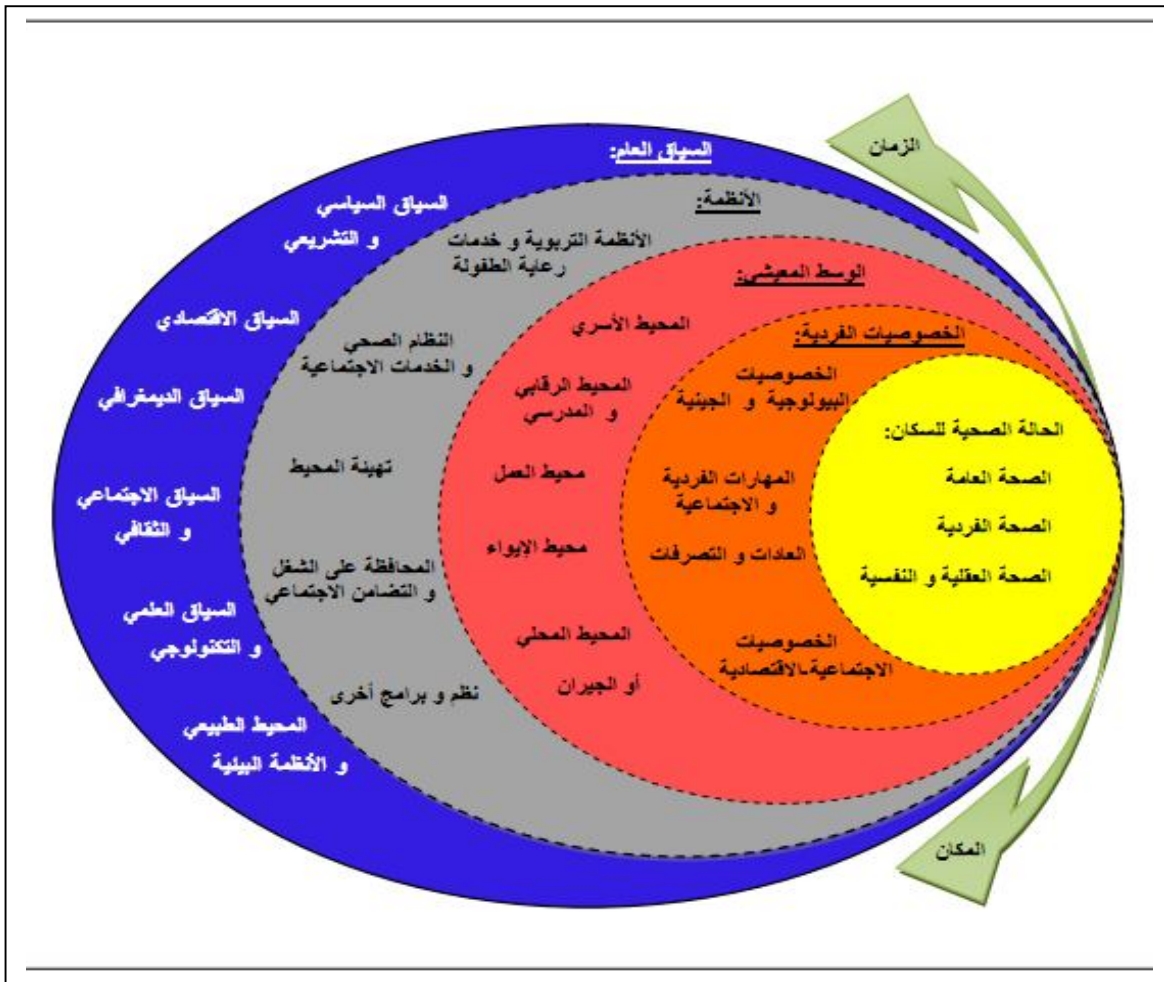 الزمان
السياق العام:
السياق السياسي
و التشريعي
السياق الاقتصادي
السياق الديمغرافي
السياق الاجتماعي
و الثقافي
السياق العلمي
و التكنولوجي
المحيط الطبيعي
و الأنظمة البيئية
الأنظمة:
الأنظمة التربوية و خدمات
رعاية الطفولة
النظام الصحي
و الخدمات الاجتماعية
تهيئة المحيط
المحافظة على الشغل
و التضامن الاجتماعي
نظم و برامج أخرى
الوسط المعيشي:
المحيط الأسري
المحيط الرقابي
و المدرسي
محيط العمل
محيط الإيواء
المحيط المحلي
أو الجيران
الخصوصيات الفردية:
الخصوصيات
البيولوجية و الجينية
المهارات الفردية
و الاجتماعية
العادات و التصرفات
الخصوصيات
الاجتماعية-الاقتصادية
الحالة الصحية للسكان:
الصحة العامة
الصحة الفردية
الصحة العقلية و النفسية
المكان